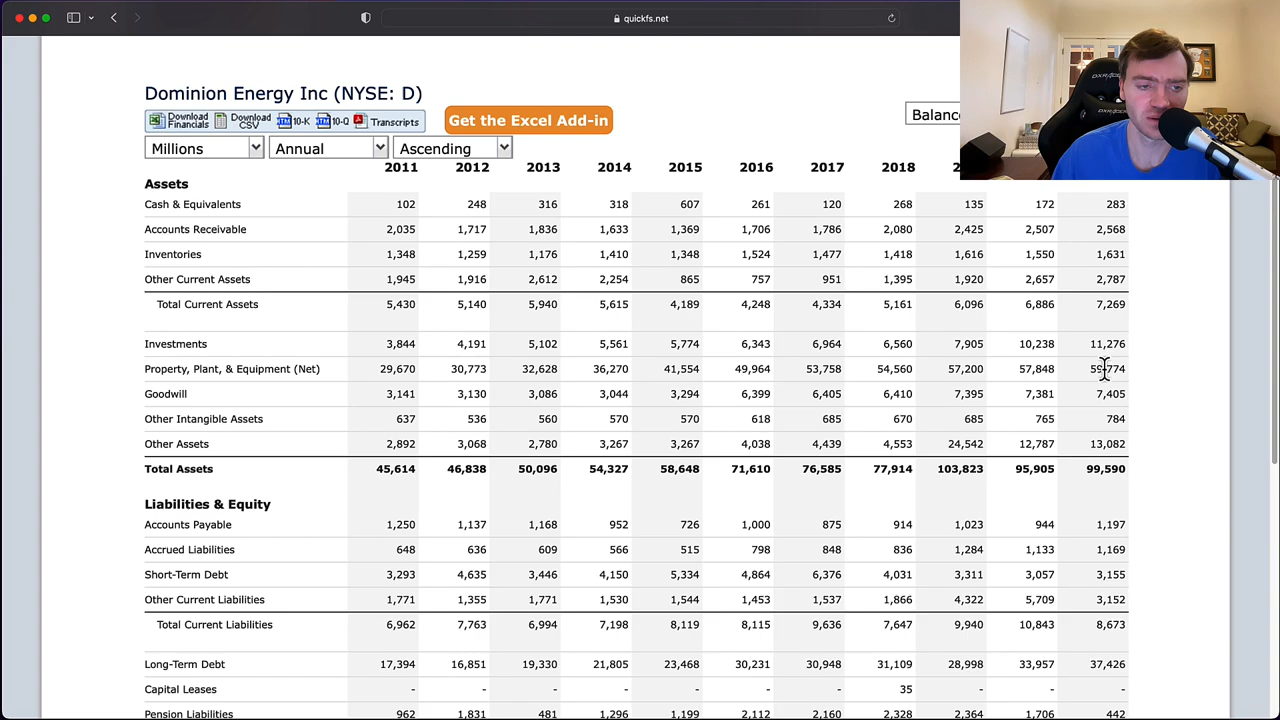 quickfs.net
Dominion Energy Inc (NYSE: D)
Download Financials Download CSV 10-K 10-Q Transcripts Get the Excel Add-in
Balanc
Millions Annual Ascending
2011 2012 2013 2014 2015 2016 2017 2018 2
Assets
Cash & Equivalents 102 248 316 318 607 261 120 268 135 172 283
Accounts Receivable 2,035 1,717 1,836 1,633 1,369 1,706 1,786 2,080 2,425 2,507 2,568
Inventories 1,348 1,259 1,176 1,410 1,348 1,524 1,477 1,418 1,616 1,550 1,631
Other Current Assets 1,945 1,916 2,612 2,254 865 757 951 1,395 1,920 2,657 2,787
Total Current Assets 5,430 5,140 5,940 5,615 4,189 4,248 4,334 5,161 6,096 6,886 7,269
Investments 3,844 4,191 5,102 5,561 5,774 6,343 6,964 6,560 7,905 10,238 11,276
Property, Plant, & Equipment (Net) 29,670 30,773 32,628 36,270 41,554 49,964 53,758 54,560 57,200 57,848 59,774
Goodwill 3,141 3,130 3,086 3,044 3,294 6,399 6,405 6,410 7,395 7,381 7,405
Other Intangible Assets 637 536 560 570 570 618 685 670 685 765 784
Other Assets 2,892 3,068 2,780 3,267 3,267 4,038 4,439 4,553 24,542 12,787 13,082
Total Assets 45,614 46,838 50,096 54,327 58,648 71,610 76,585 77,914 103,823 95,905 99,590
Liabilities & Equity
Accounts Payable 1,250 1,137 1,168 952 726 1,000 875 914 1,023 944 1,197
Accrued Liabilities 648 636 609 566 515 798 848 836 1,284 1,133 1,169
Short-Term Debt 3,293 4,635 3,446 4,150 5,334 4,864 6,376 4,031 3,311 3,057 3,155
Other Current Liabilities 1,771 1,355 1,771 1,530 1,544 1,453 1,537 1,866 4,322 5,709 3,152
Total Current Liabilities 6,962 7,763 6,994 7,198 8,119 8,115 9,636 7,647 9,940 10,843 8,673
Long-Term Debt 17,394 16,851 19,330 21,805 23,468 30,231 30,948 31,109 28,998 33,957 37,426
Capital Leases - - - - - - - 35 - - -
Pension Liabilities 962 1,831 481 1,296 1,199 2,112 2,160 2,328 2,364 1,706 442